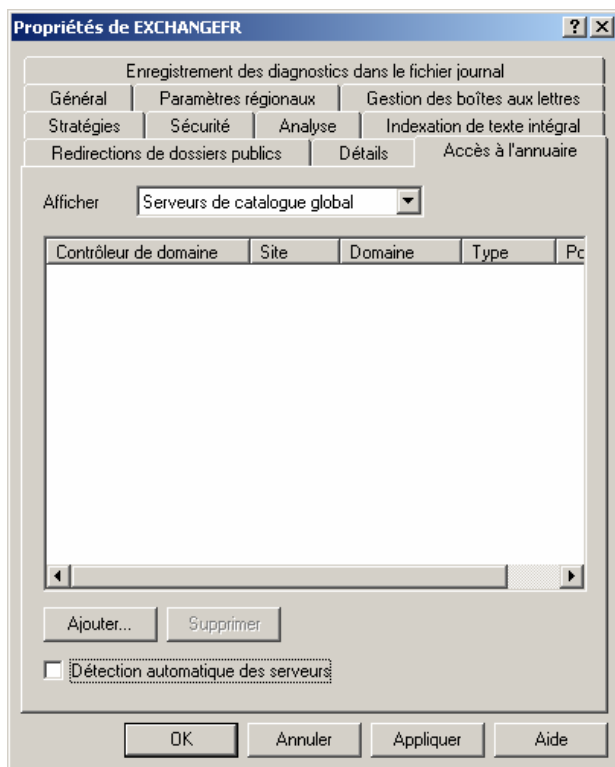 Propriétés de EXCHANGEFR
Enregistrement des diagnostics dans le fichier journal
Général Paramètres régionaux Gestion des boîtes aux lettres
Stratégies Sécurité Analyse Indexation de texte intégral
Redirections de dossiers publics Détails Accès à l'annuaire
Afficher Serveurs de catalogue global
Contrôleur de domaine Site Domaine Type Po
Ajouter... Supprimer
Détection automatique des serveurs
OK Annuler Appliquer Aide